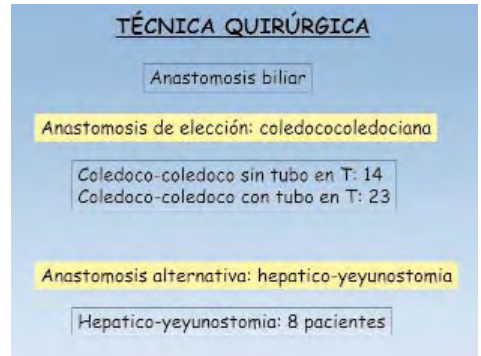 TÉCNICA QUIRÚRGICA
Anastomosis biliar
Anastomosis de elección: coledococoledociana
Coledoco-coledoco sin tubo en T: 14
Coledoco-coledoco con tubo en T: 23
Anastomosis alternativa: hepatico-yeyunostomia
Hepatico-yeyunostomia: 8 pacientes